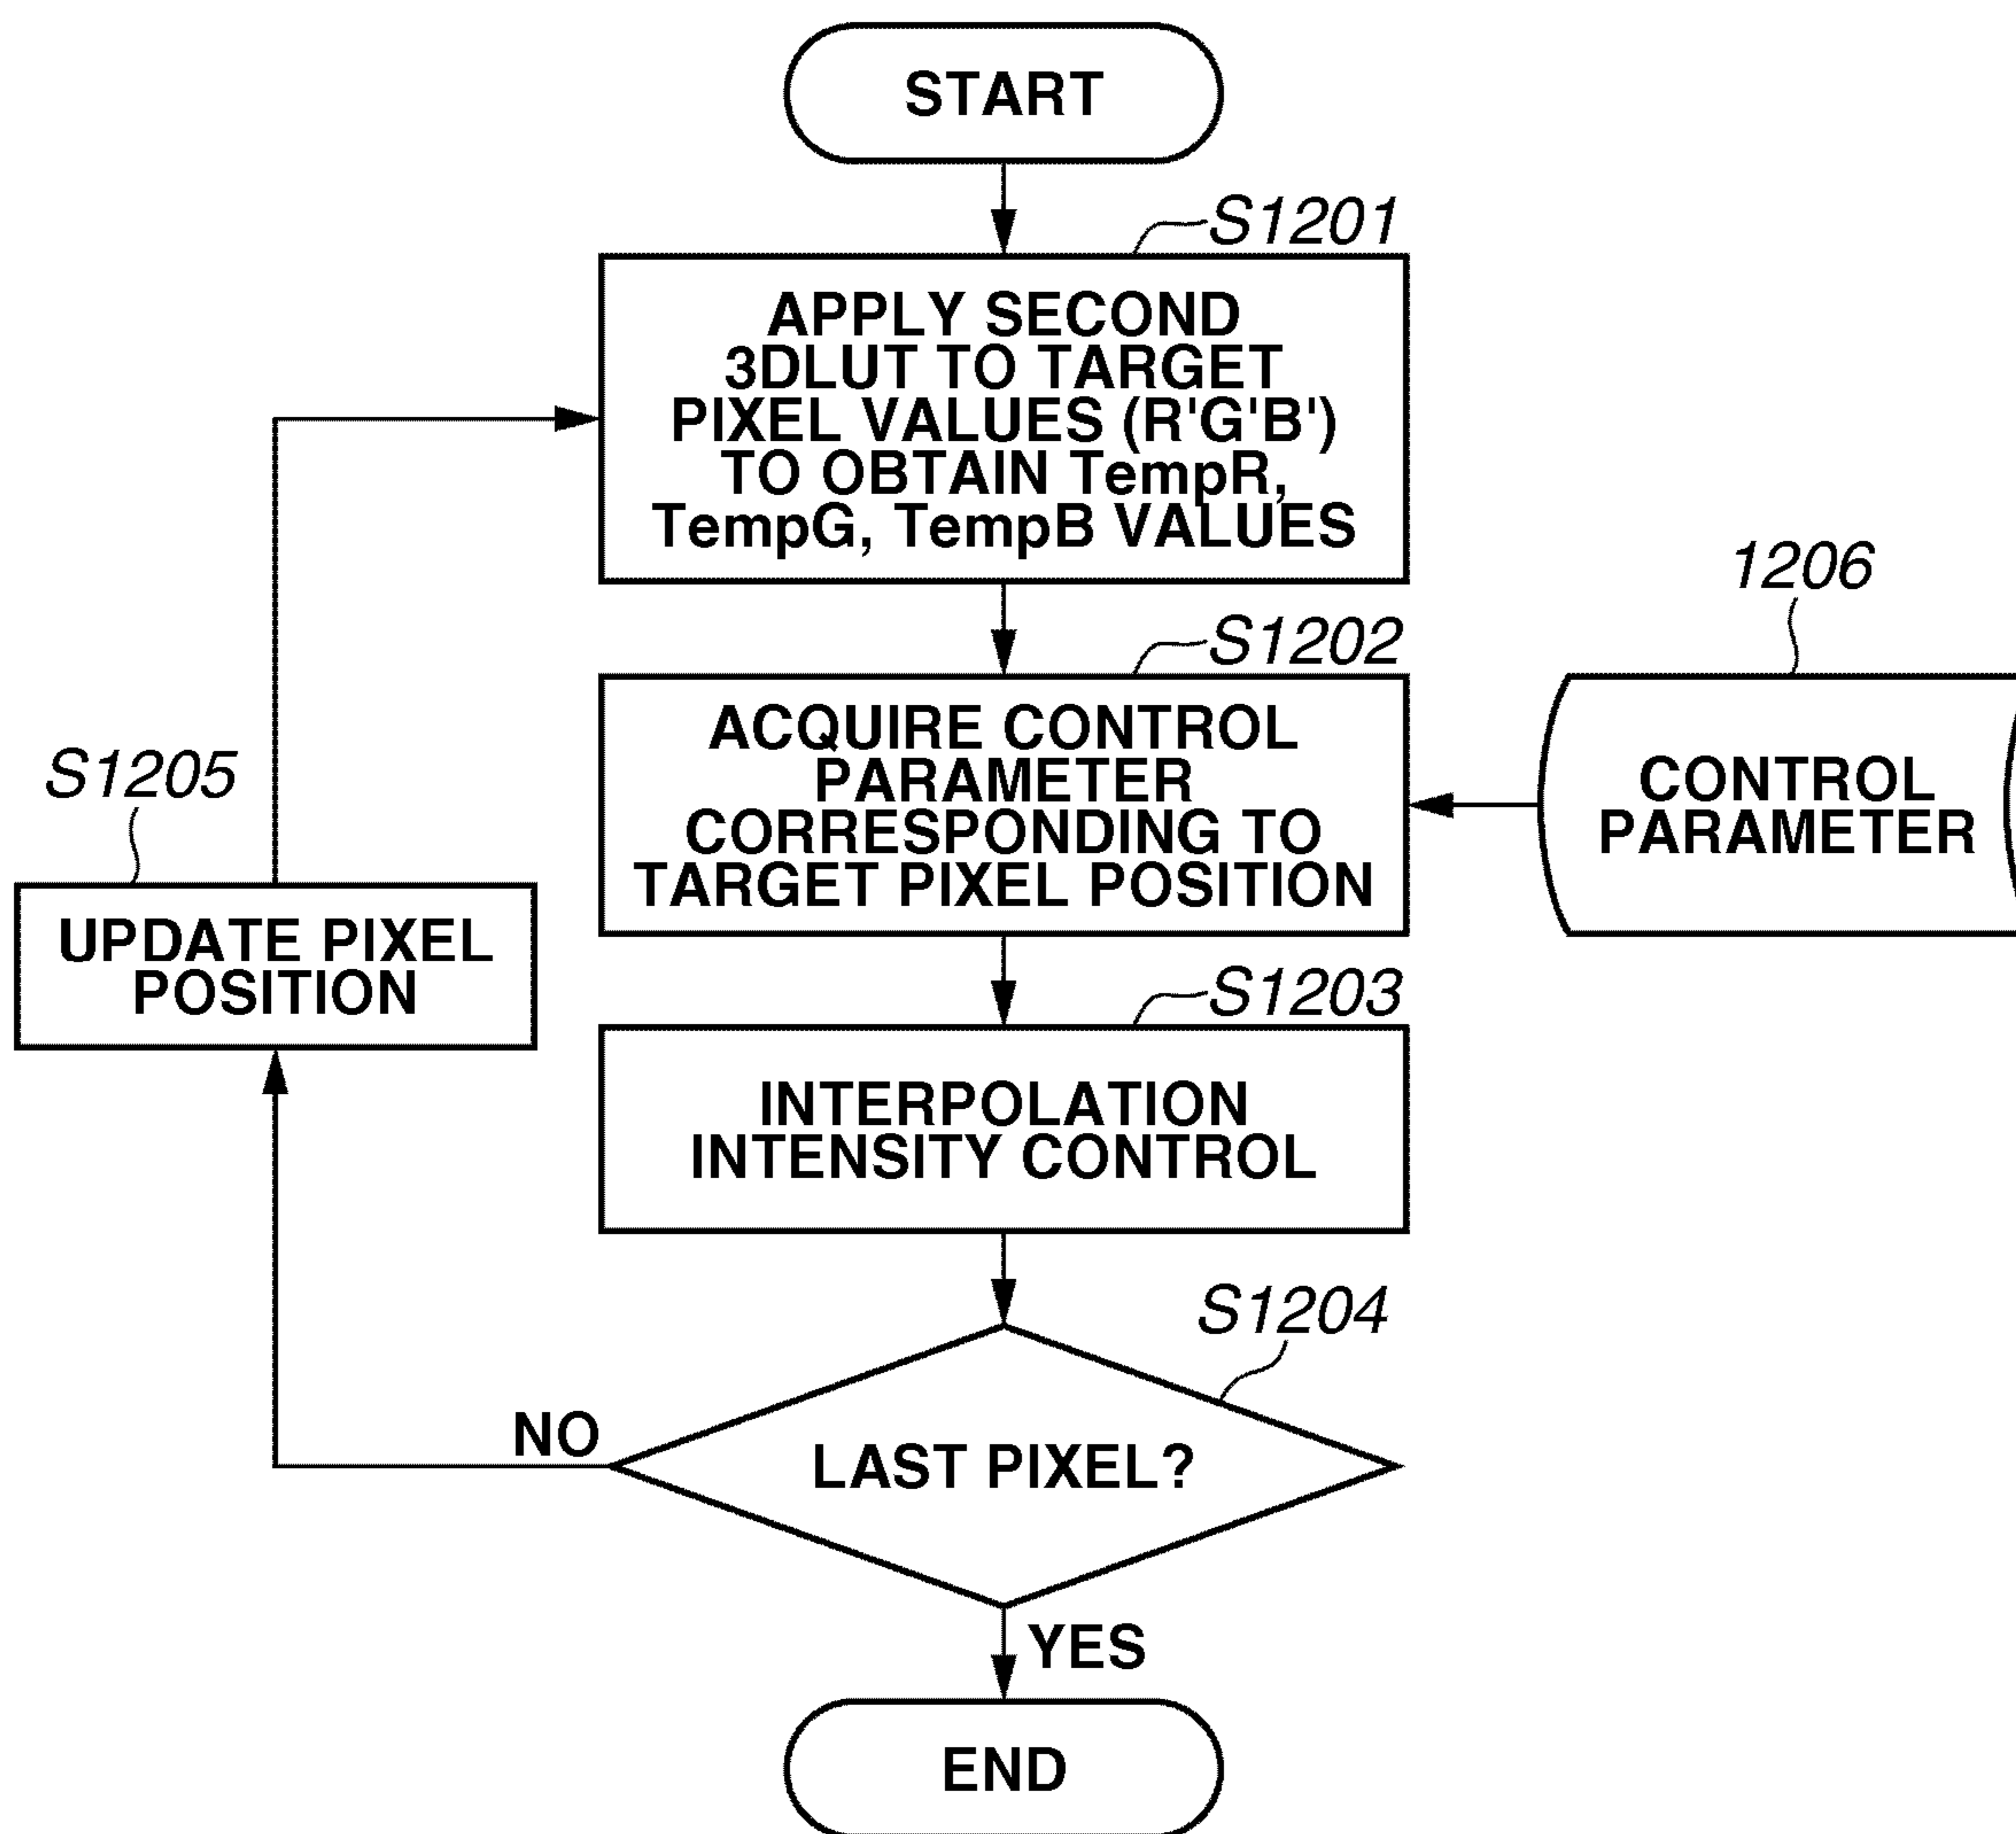 START
S1201
APPLY SECOND
3DLUT TO TARGET
PIXEL VALUES (R'G'B')
TO OBTAIN TempR,
TempG, TempB VALUES
S1202
ACQUIRE CONTROL
PARAMETER
CORRESPONDING TO
TARGET PIXEL POSITION
1206
CONTROL
PARAMETER
S1205
UPDATE PIXEL
POSITION
S1203
INTERPOLATION
INTENSITY CONTROL
S1204
LAST PIXEL?
NO
YES
END